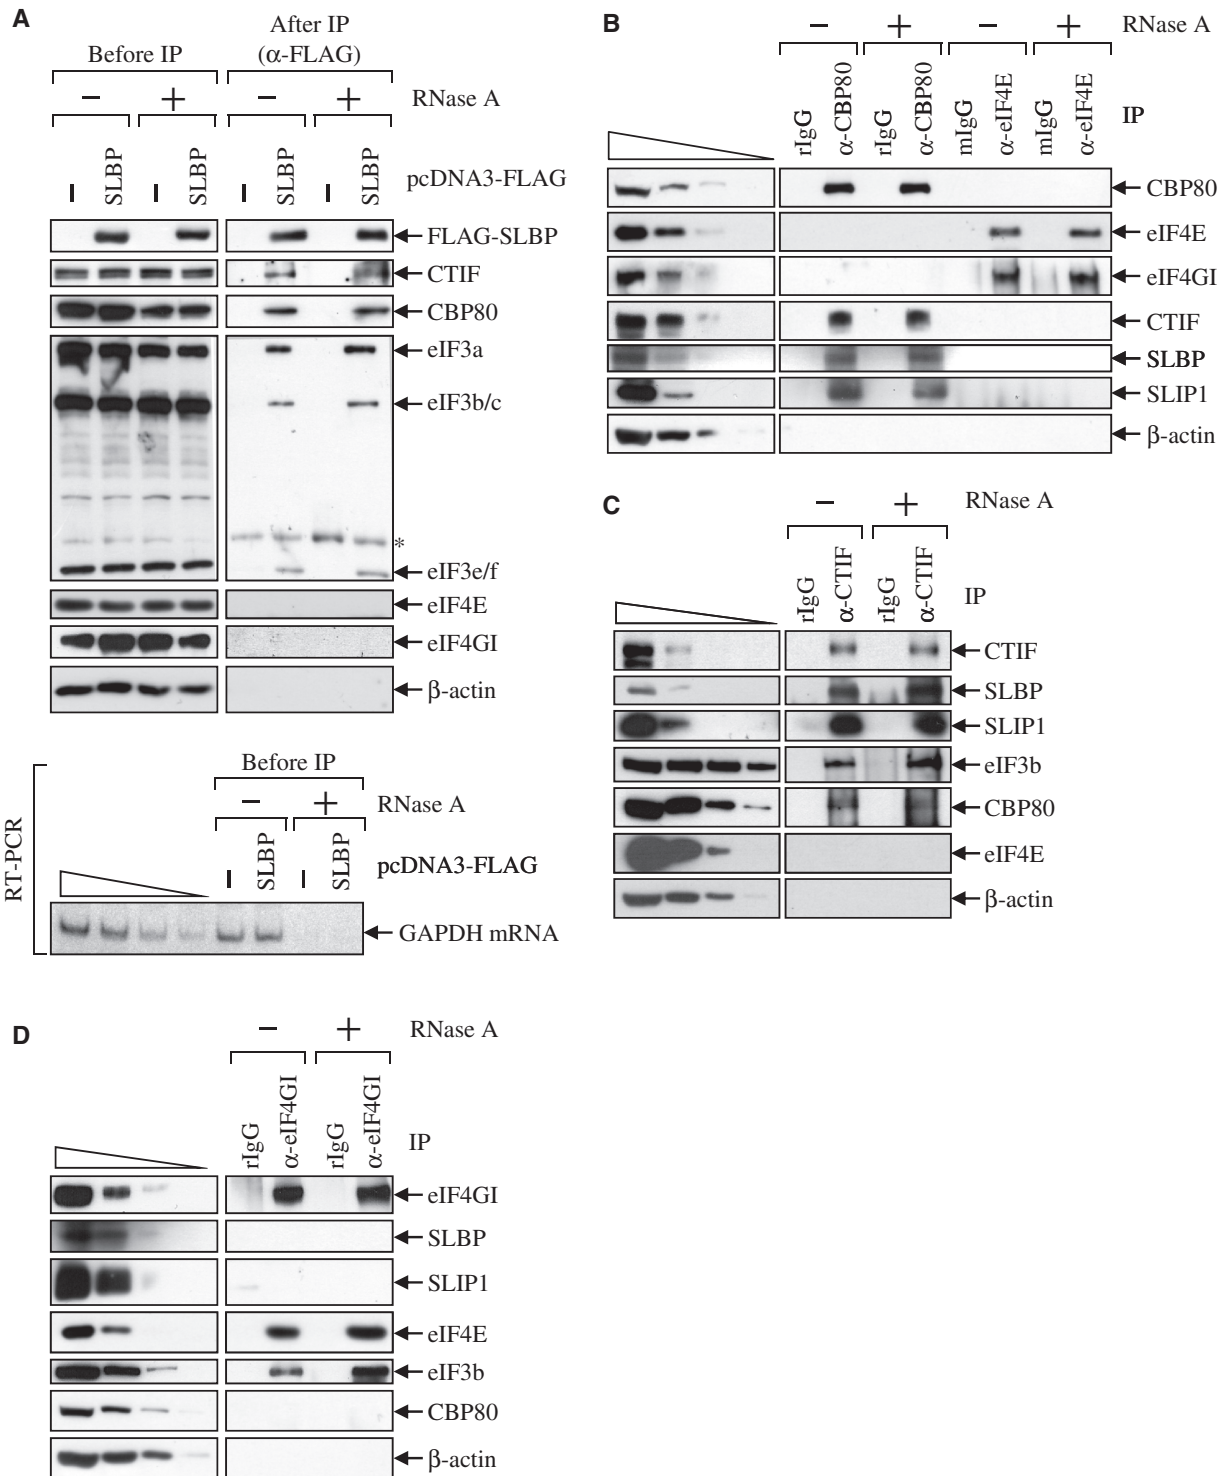 A
Before IP
After IP
(α-FLAG)
− + − + RNase A
– SLBP – SLBP – SLBP – SLBP pcDNA3-FLAG
FLAG-SLBP
CTIF
CBP80
eIF3a
eIF3b/c
*
eIF3e/f
eIF4E
eIF4GI
β-actin
RT-PCR
Before IP
− + RNase A
– SLBP – SLBP pcDNA3-FLAG
GAPDH mRNA
B
− + − + RNase A
rIgG α-CBP80 rIgG α-CBP80 mIgG α-eIF4E mIgG α-eIF4E IP
CBP80
eIF4E
eIF4GI
CTIF
SLBP
SLIP1
β-actin
C
− + RNase A
rIgG α-CTIF rIgG α-CTIF IP
CTIF
SLBP
SLIP1
eIF3b
CBP80
eIF4E
β-actin
D
− + RNase A
rIgG α-eIF4GI rIgG α-eIF4GI IP
eIF4GI
SLBP
SLIP1
eIF4E
eIF3b
CBP80
β-actin